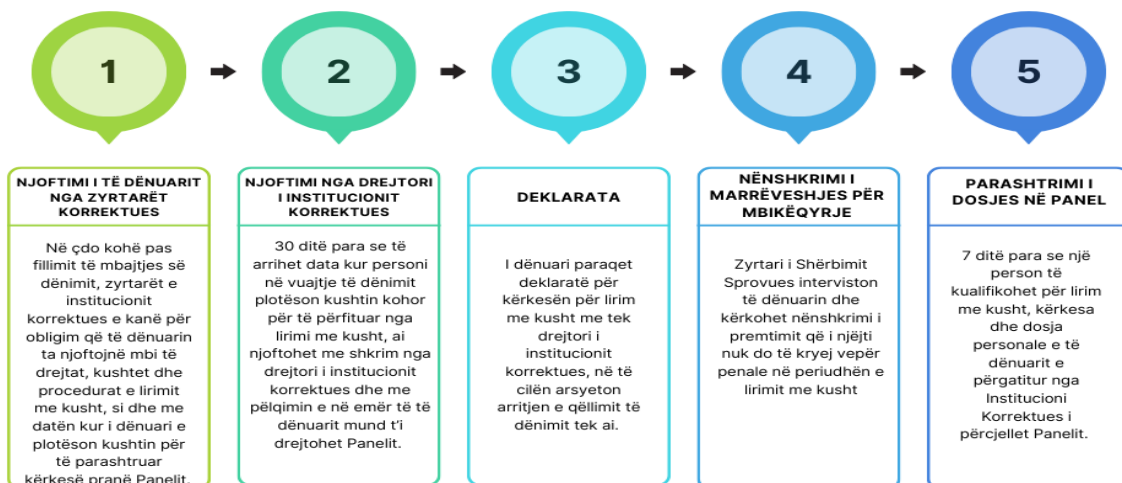 1
2
3
4
5
NJOFTIMI I TË DËNUARIT
NGA ZYRTARËT
KORREKTUES
Në çdo kohë pas
fillimit të mbajtjes së
dënimit, zyrtarët e
institucionit
korrektues e kanë për
obligim që të dënuarin
ta njoftojnë mbi të
drejtat, kushtet dhe
procedurat e lirimit
me kusht, si dhe me
datën kur i dënuari e
plotëson kushtin për
të parashtruar
kërkesë pranë Panelit.
NJOFTIMI NGA DREJTORI
I INSTITUCIONIT
KORREKTUES
30 ditë para se të
arrihet data kur personi
në vuajtje të dënimit
plotëson kushtin kohor
për të përfituar nga
lirimi me kusht, ai
njoftohet me shkrim nga
drejtori i institucionit
korrektues dhe me
pëlqimin e në emër të të
dënuarit mund t'i
drejtohet Panelit.
DEKLARATA
I dënuari paraqet
deklaratë për
kërkesën për lirim
me kusht me tek
drejtori i
institucionit
korrektues, në të
cilën arsyeton
arritjen e qëllimit të
dënimit tek ai.
NËNSHKRIMI I
MARRËVESHJES PËR
MBIKËQYRJE
Zyrtari i Shërbimit
Sprovues interviston
të dënuarin dhe
kërkohet nënshkrimi i
premtimit që i njëjti
nuk do të kryej vepër
penale në periudhën e
lirimit me kusht
PARASHTRIMI I
DOSJES NË PANEL
7 ditë para se një
person të
kualifikohet për lirim
me kusht, kërkesa
dhe dosja
personale e të
dënuarit e
përgatitur nga
Institucioni
Korrektues i
përcjellet Panelit.